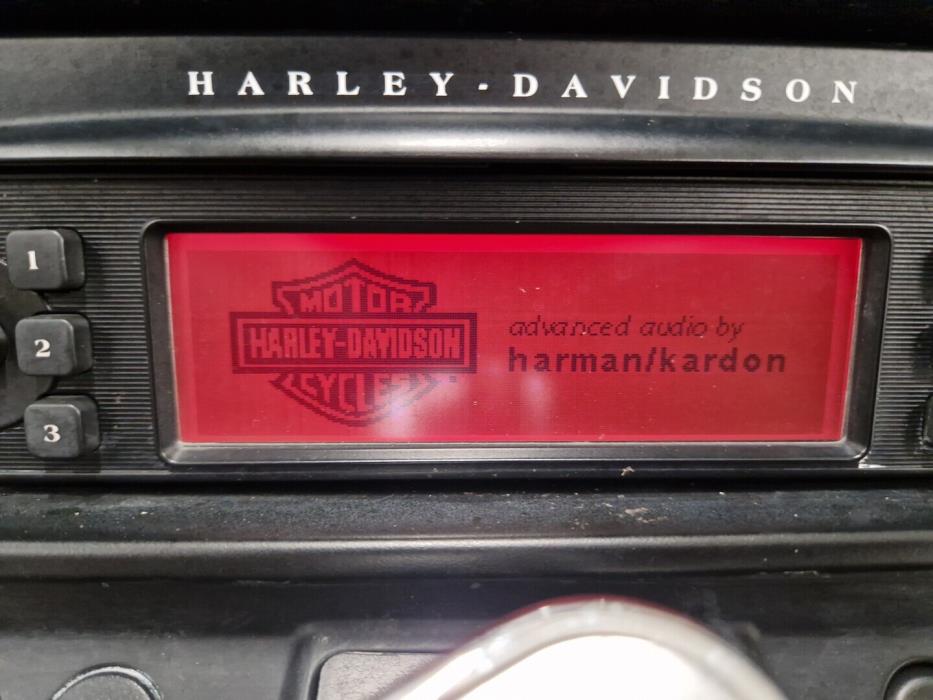 HARLEY-DAVIDSON
1
2
3
MOTOR
HARLEY-DAVIDSON
CYCLES
advanced audio by
harman/kardon